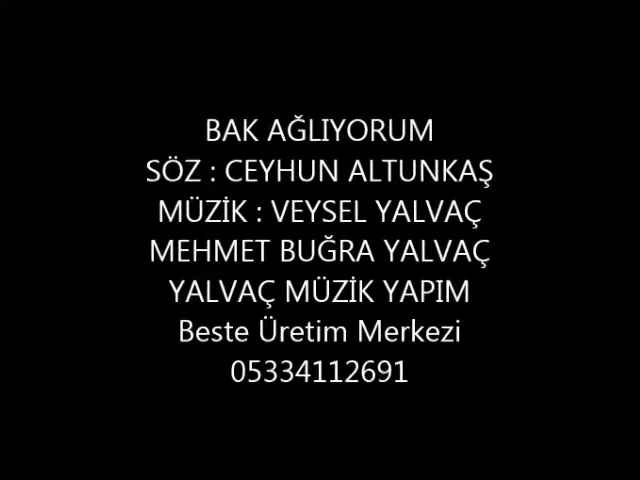 BAK AĞLIYORUM
SÖZ : CEYHUN ALTUNKAŞ
MÜZİK : VEYSEL YALVAÇ
MEHMET BUĞRA YALVAÇ
YALVAÇ MÜZİK YAPIM
Beste Üretim Merkezi
05334112691